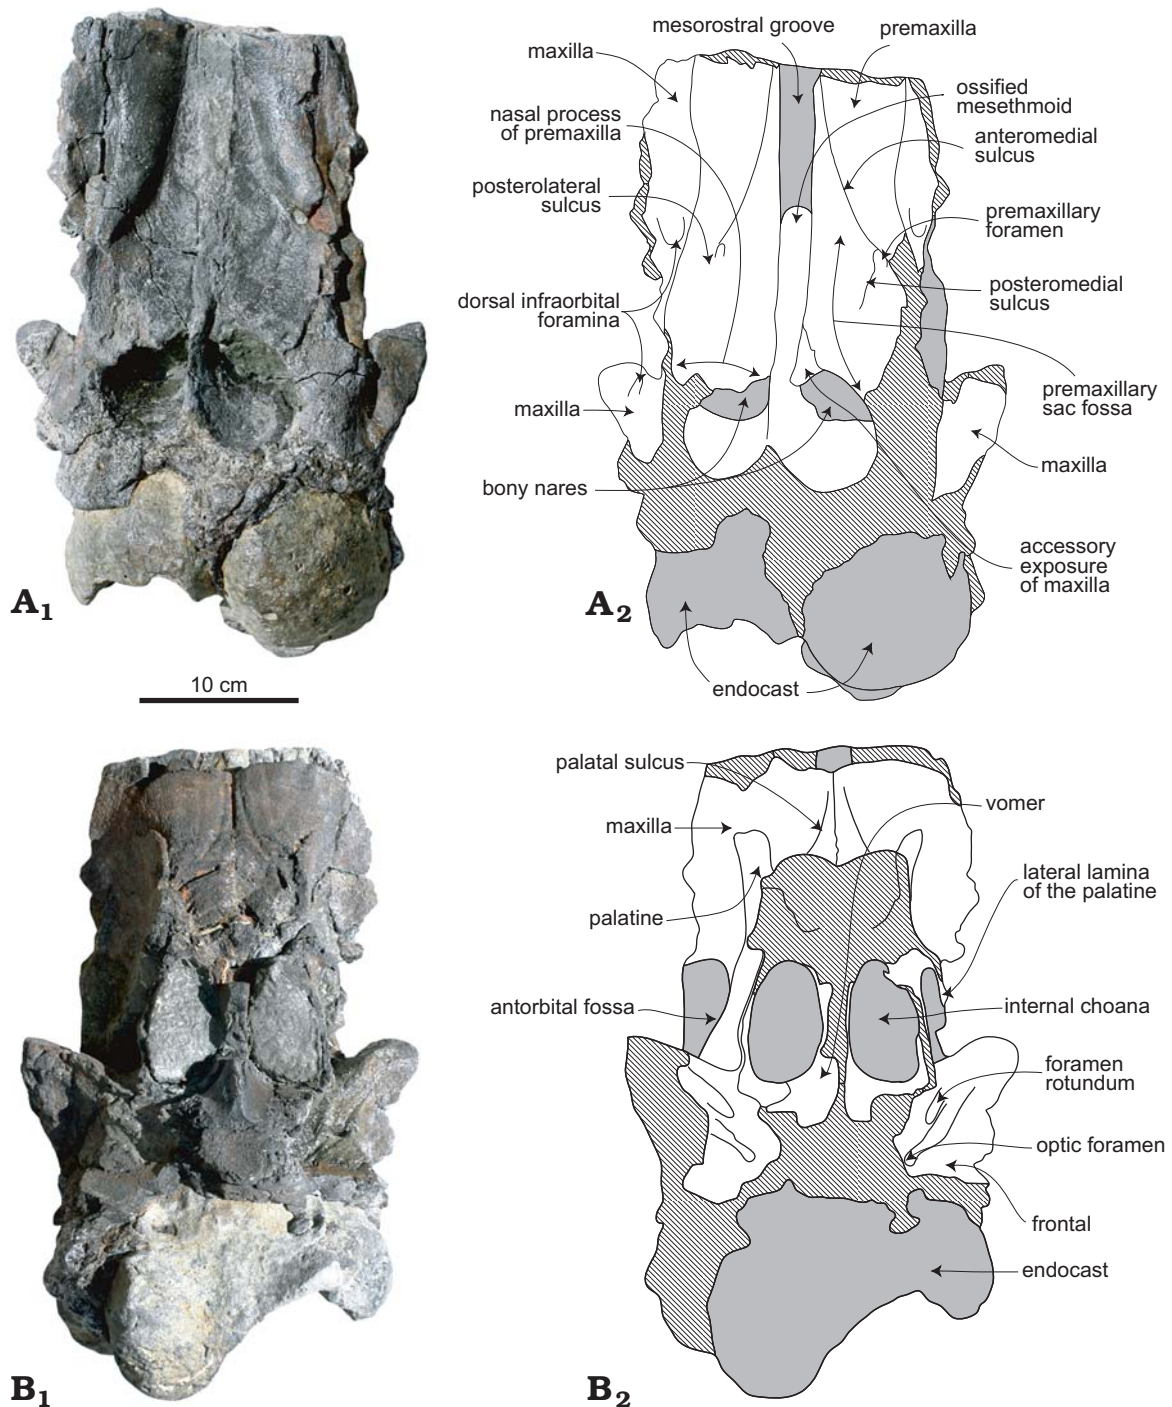 mesorostral groove
premaxilla
maxilla
ossified
mesethmoid
nasal process
of premaxilla
anteromedial
sulcus
posterolateral
sulcus
premaxillary
foramen
posteromedial
sulcus
dorsal infraorbital
foramina
premaxillary
sac fossa
maxilla
maxilla
bony nares
accessory
exposure
of maxilla
A1
A2
10 cm
endocast
palatal sulcus
vomer
maxilla
lateral lamina
of the palatine
palatine
antorbital fossa
internal choana
foramen
rotundum
optic foramen
frontal
endocast
B1
B2